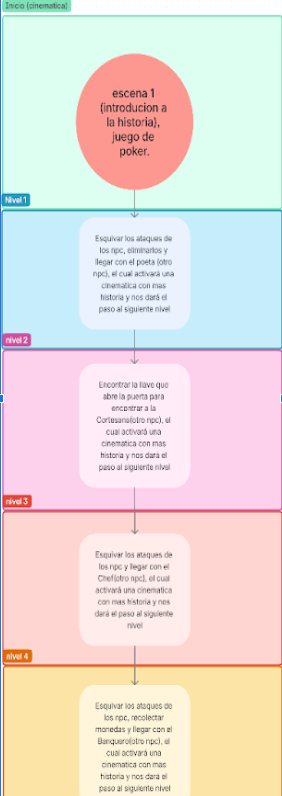 Inicio (cinematica)
escena 1
(introducion a
la historia),
juego de
poker.
Nivel 1
Esquivar los ataques de
los npc, eliminarlos y
llegar con el poeta (otro
npc), el cual activará una
cinematica con mas
historia y nos dará el
paso al siguiente nivel
nivel 2
Encontrar la llave que
abre la puerta para
encontrar a la
Cortesana(otro npc), el
cual activará una
cinematica con mas
historia y nos dará el
paso al siguiente nivel
nivel 3
Esquivar los ataques de
los npc y llegar con el
Chef(otro npc), el cual
activará una cinematica
con mas historia y nos
dará el paso al siguiente
nivel
nivel 4
Esquivar los ataques de
los npc, recolectar
monedas y llegar con el
Banquero(otro npc), el
cual activará una
cinematica con mas
historia y nos dará el
paso al siguiente nivel